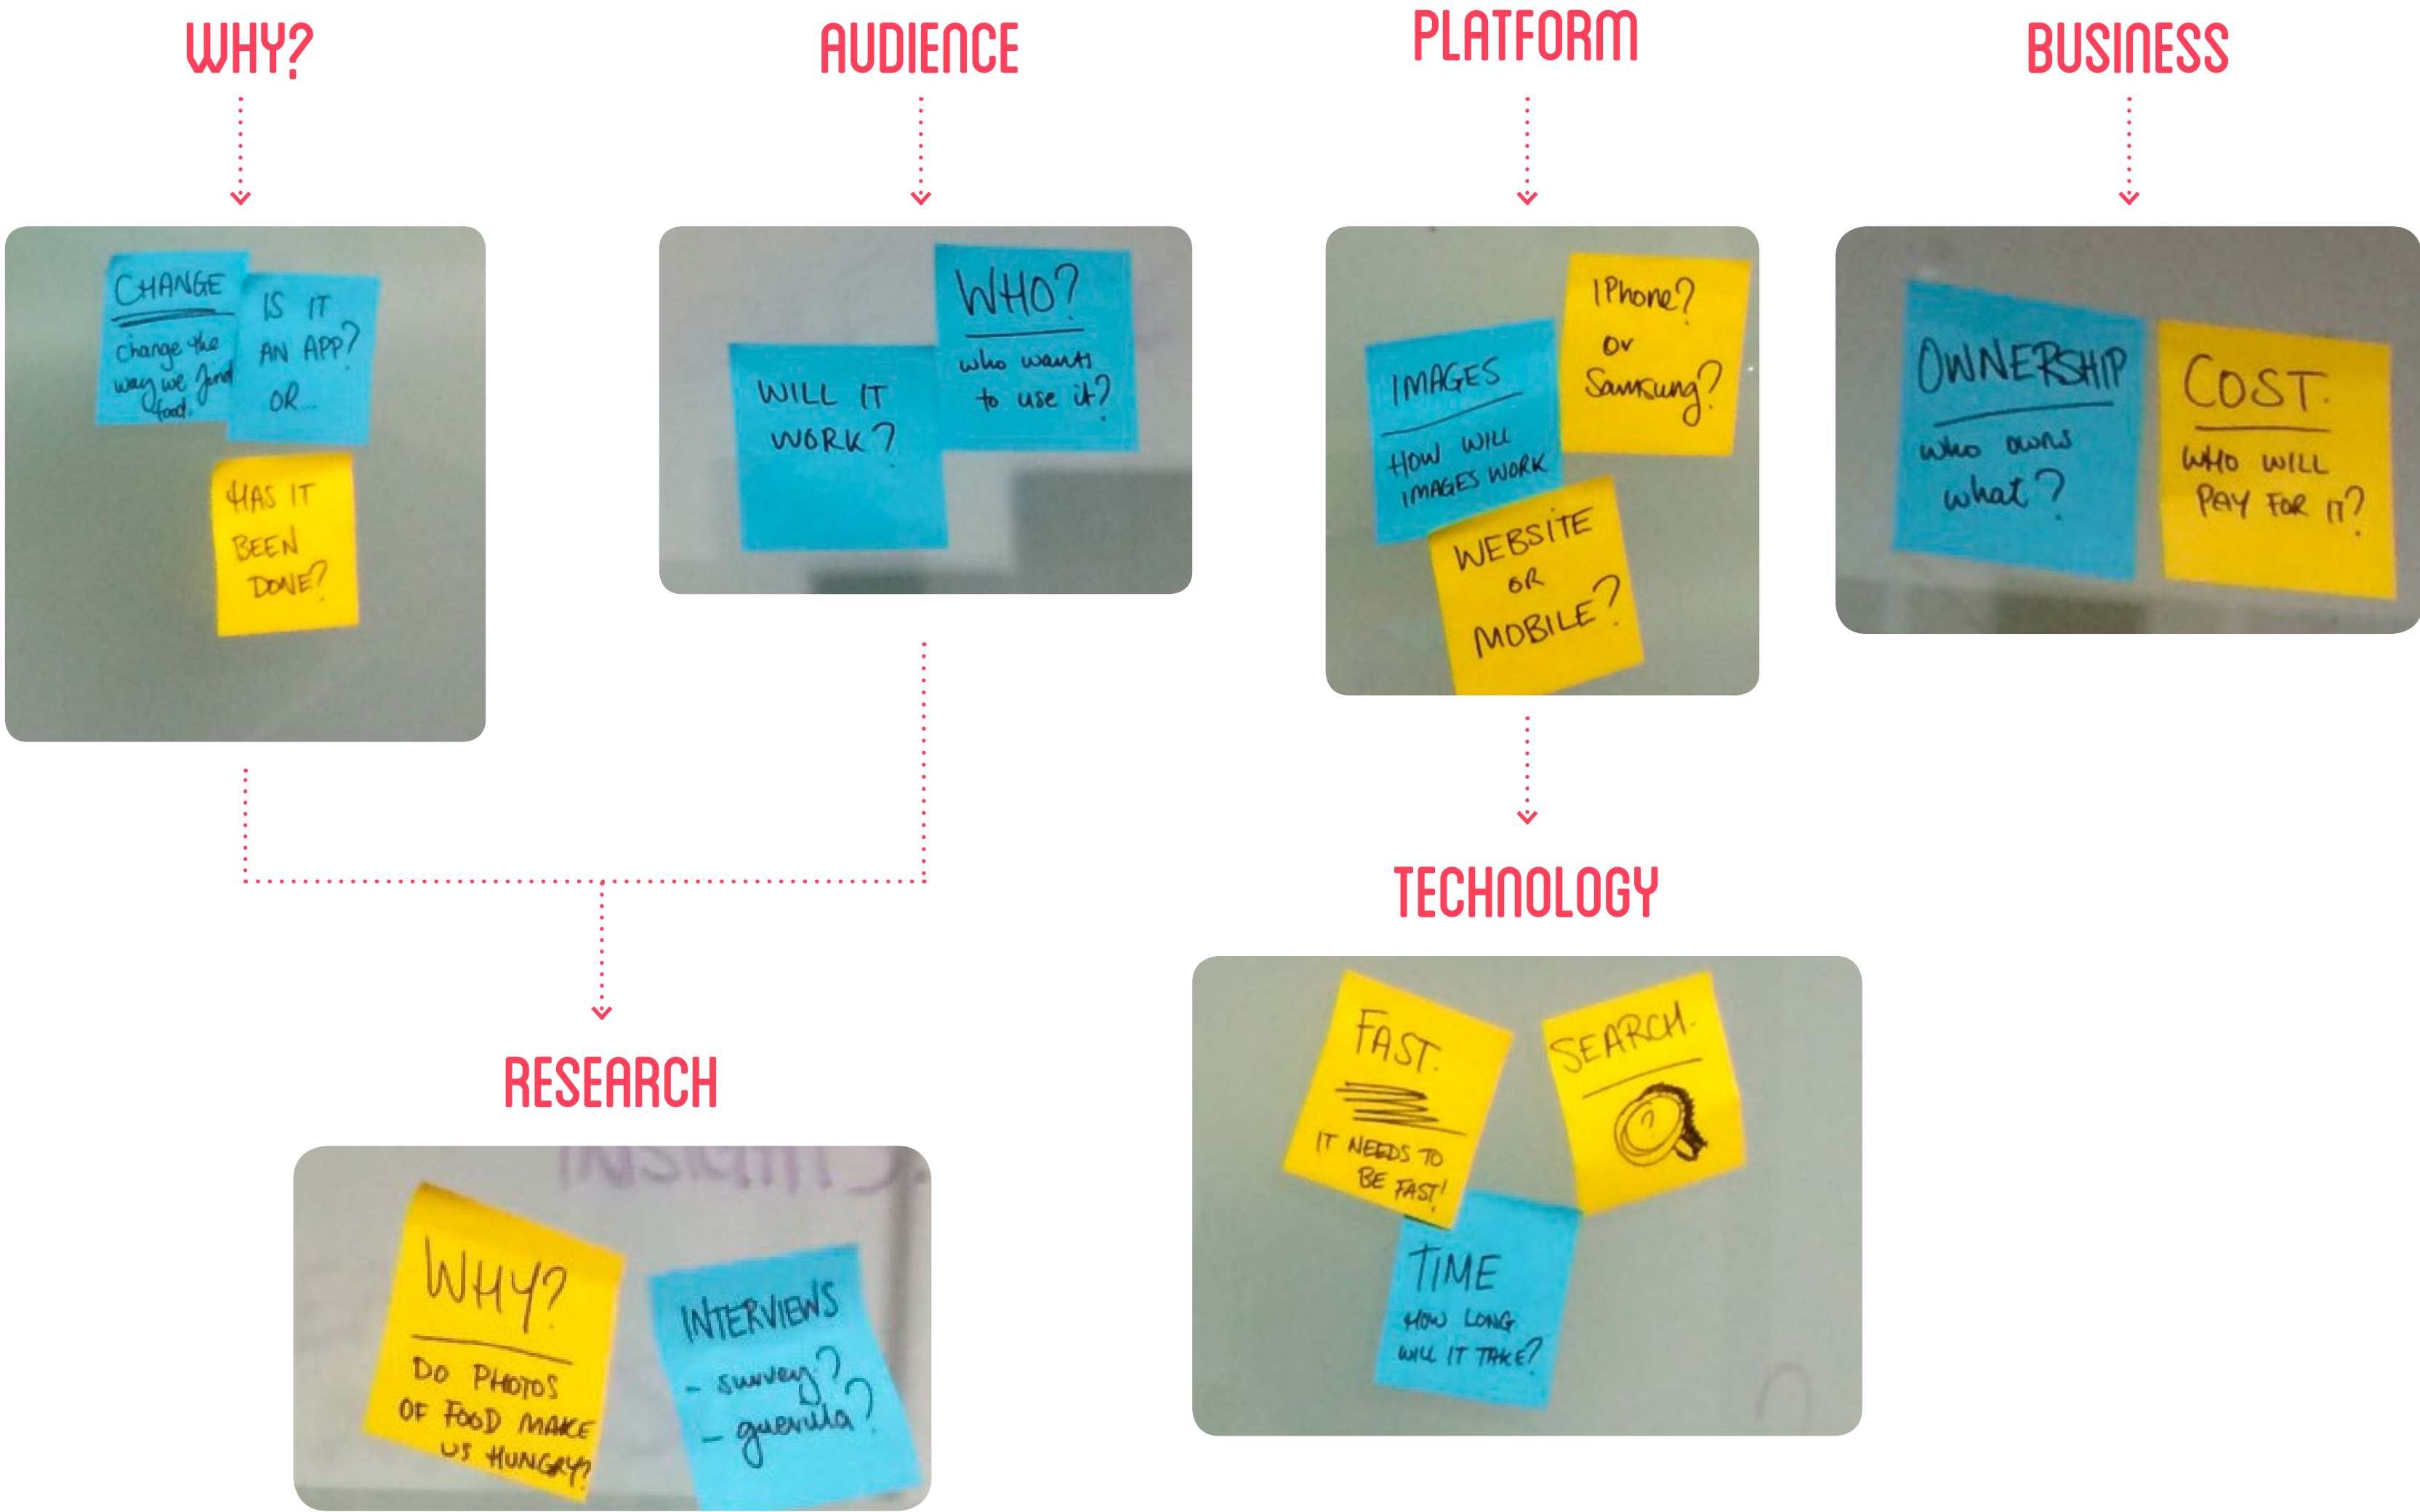 WHY?
AUDIENCE
PLATFORM
BUSINESS
CHANGE
change the
way we find
food.
IS IT
AN APP?
OR...
HAS IT
BEEN
DONE?
WILL IT
WORK?
WHO?
who wants
to use it?
IMAGES
HOW WILL
IMAGES WORK
IPhone?
or
Samsung?
WEBSITE
OR
MOBILE?
OWNERSHIP
who owns
what?
COST.
WHO WILL
PAY FOR IT?
RESEARCH
INSIGHTS
WHY?
DO PHOTOS
OF FOOD MAKE
US HUNGRY?
INTERVIEWS
- survey?
- guerilla?
TECHNOLOGY
FAST.
IT NEEDS TO
BE FAST!
SEARCH.
?
TIME
HOW LONG
WILL IT TAKE?